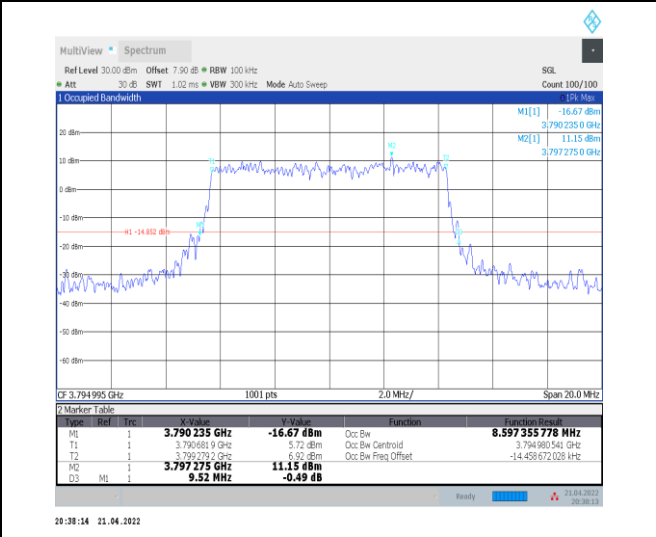 MultiView Spectrum
Ref Level 30.00 dBm Offset 7.90 dB RBW 100 kHz SGL
Att 30 dB SWT 1.02 ms VBW 300 kHz Mode Auto Sweep Count 100/100
1 Occupied Bandwidth 1Pk Max
M1[1] -16.67 dBm
3.790 235 0 GHz
M2[1] 11.15 dBm
3.797 275 0 GHz
20 dBm
M2
10 dBm
T1
0 dBm
-10 dBm
H1 -14.852 dBm
-20 dBm
-30 dBm
-40 dBm
-50 dBm
-60 dBm
CF 3.794 995 GHz 1001 pts 2.0 MHz/ Span 20.0 MHz
2 Marker Table
Type Ref Trc X-Value Y-Value Function Function Result
M1 1 3.790 235 GHz -16.67 dBm Occ Bw 8.597 355 778 MHz
T1 1 3.790 681 9 GHz 5.72 dBm Occ Bw Centroid 3.794 980 541 GHz
T2 1 3.799 279 2 GHz 6.92 dBm Occ Bw Freq Offset -14.458 672 028 kHz
M2 1 3.797 275 GHz 11.15 dBm
D3 M1 1 9.52 MHz -0.49 dB
Ready 21.04.2022
20:38:13
20:38:14 21.04.2022